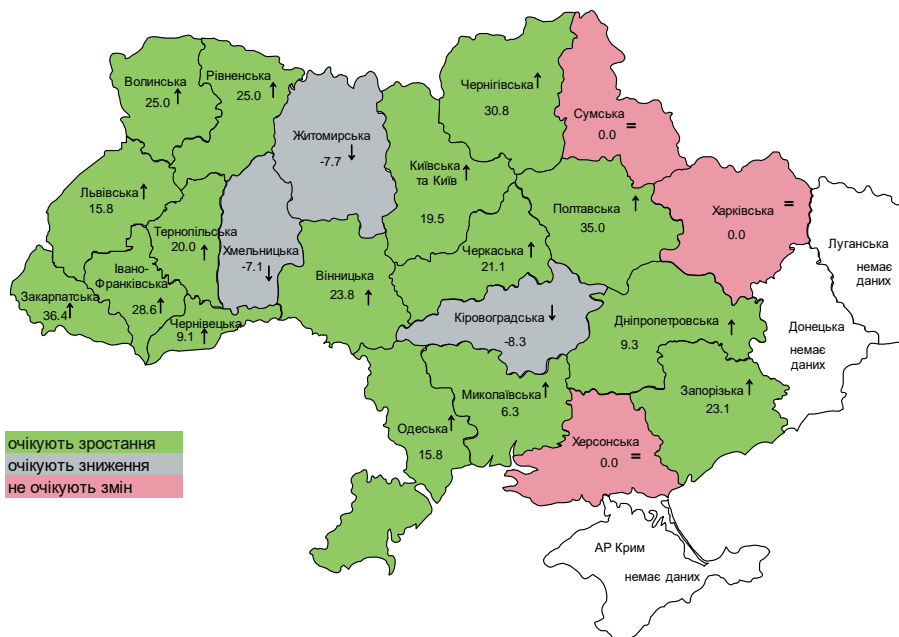 Волинська
25.0
Рівненська
25.0
Житомирська
-7.7
Чернігівська
30.8
Сумська
0.0 =
Київська
та Київ
19.5
Львівська
15.8
Тернопільська
20.0
Хмельницька
-7.1
Полтавська
35.0
Харківська =
0.0
Луганська
немає
даних
Івано-
Франківська
28.6
Закарпатська
36.4
Чернівецька
9.1
Вінницька
23.8
Черкаська
21.1
Кіровоградська
-8.3
Дніпропетровська
9.3
Донецька
немає
даних
Миколаївська
6.3
Запорізька
23.1
Одеська
15.8
Херсонська
0.0 =
очікують зростання
очікують зниження
не очікують змін
АР Крим
немає даних